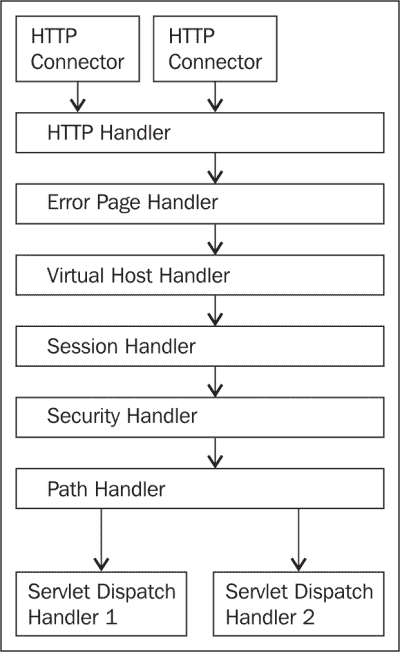 HTTP
Connector
HTTP
Connector
HTTP Handler
Error Page Handler
Virtual Host Handler
Session Handler
Security Handler
Path Handler
Servlet Dispatch
Handler 1
Servlet Dispatch
Handler 2